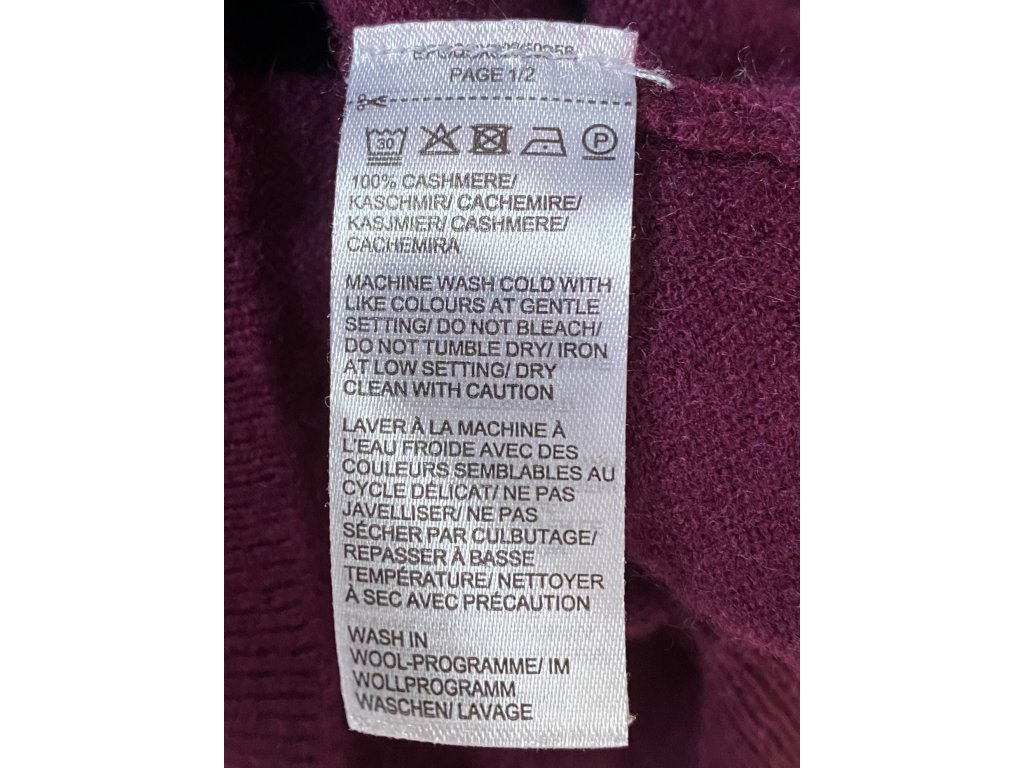 PAGE 1/2
30
P
100% CASHMERE/
KASCHMIR/ CACHEMIRE/
KASJMIER/ CASHMERE/
CACHEMIRA
MACHINE WASH COLD WITH
LIKE COLOURS AT GENTLE
SETTING/ DO NOT BLEACH/
DO NOT TUMBLE DRY/ IRON
AT LOW SETTING/ DRY
CLEAN WITH CAUTION
LAVER À LA MACHINE À
L'EAU FROIDE AVEC DES
COULEURS SEMBLABLES AU
CYCLE DÉLICAT/ NE PAS
JAVELLISER/ NE PAS
SÉCHER PAR CULBUTAGE/
REPASSER À BASSE
TEMPÉRATURE/ NETTOYER
À SEC AVEC PRÉCAUTION
WASH IN
WOOL-PROGRAMME/ IM
WOLLPROGRAMM
WASCHEN/ LAVAGE